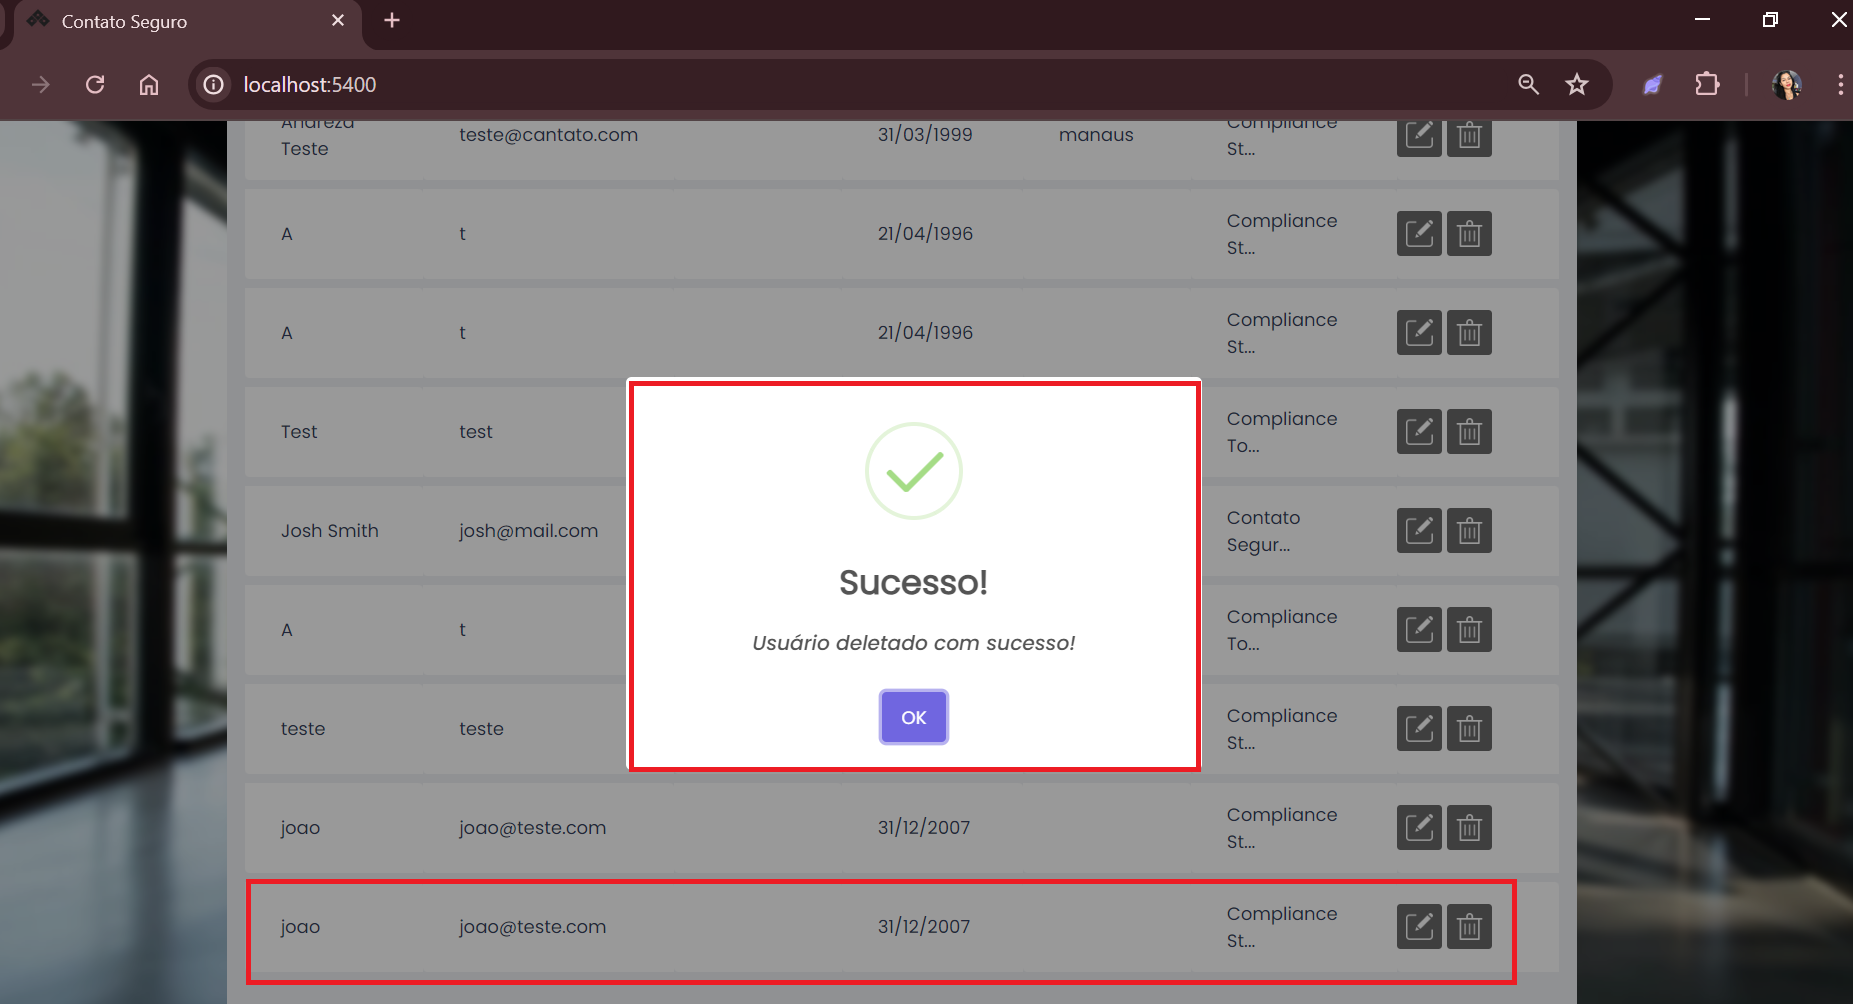 Contato Seguro
localhost:5400
Andreza
Teste
teste@cantato.com
31/03/1999
manaus
Compliance
St...
A
t
21/04/1996
Compliance
St...
A
t
21/04/1996
Compliance
St...
Test
test
Compliance
To...
Josh Smith
josh@mail.com
Contato
Segur...
A
t
Compliance
To...
teste
teste
Compliance
St...
Sucesso!
Usuário deletado com sucesso!
OK
joao
joao@teste.com
31/12/2007
Compliance
St...
joao
joao@teste.com
31/12/2007
Compliance
St...